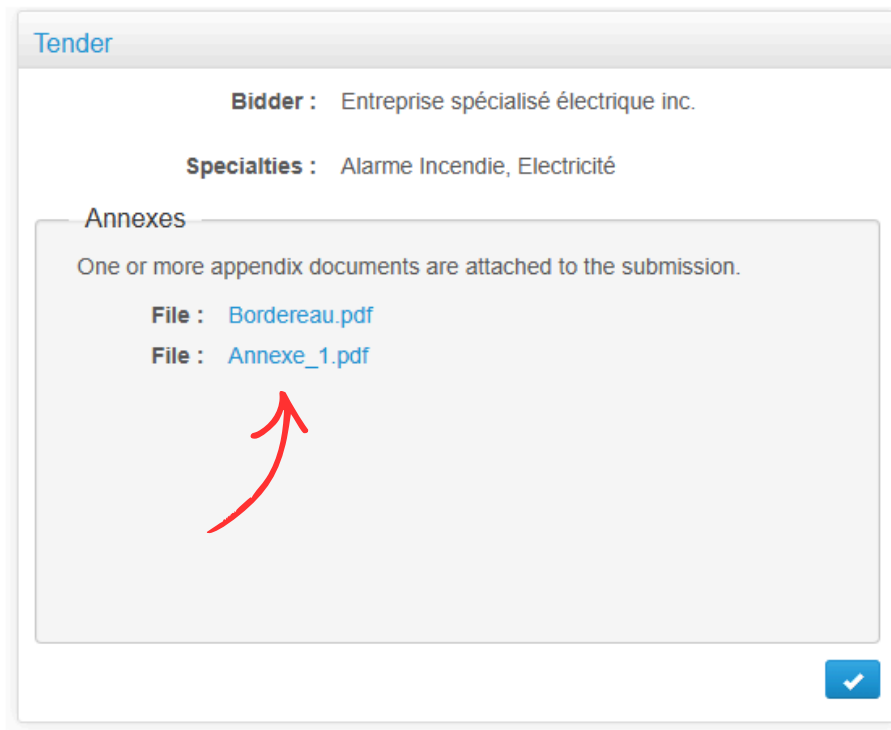 Tender
Bidder : Entreprise spécialisé électrique inc.
Specialties : Alarme Incendie, Electricité
Annexes
One or more appendix documents are attached to the submission.
File : Bordereau.pdf
File : Annexe_1.pdf